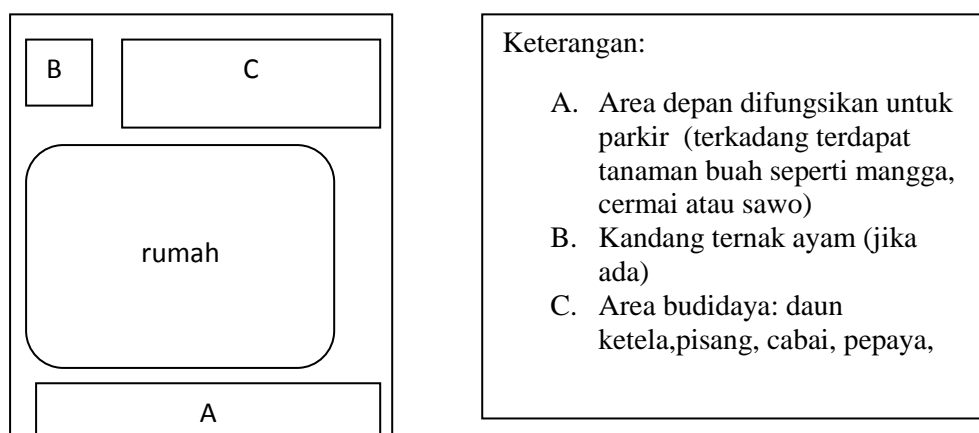 B
C
rumah
A
Keterangan:
A. Area depan difungsikan untuk
parkir (terkadang terdapat
tanaman buah seperti mangga,
cermai atau sawo)
B. Kandang ternak ayam (jika
ada)
C. Area budidaya: daun
ketela,pisang, cabai, pepaya,